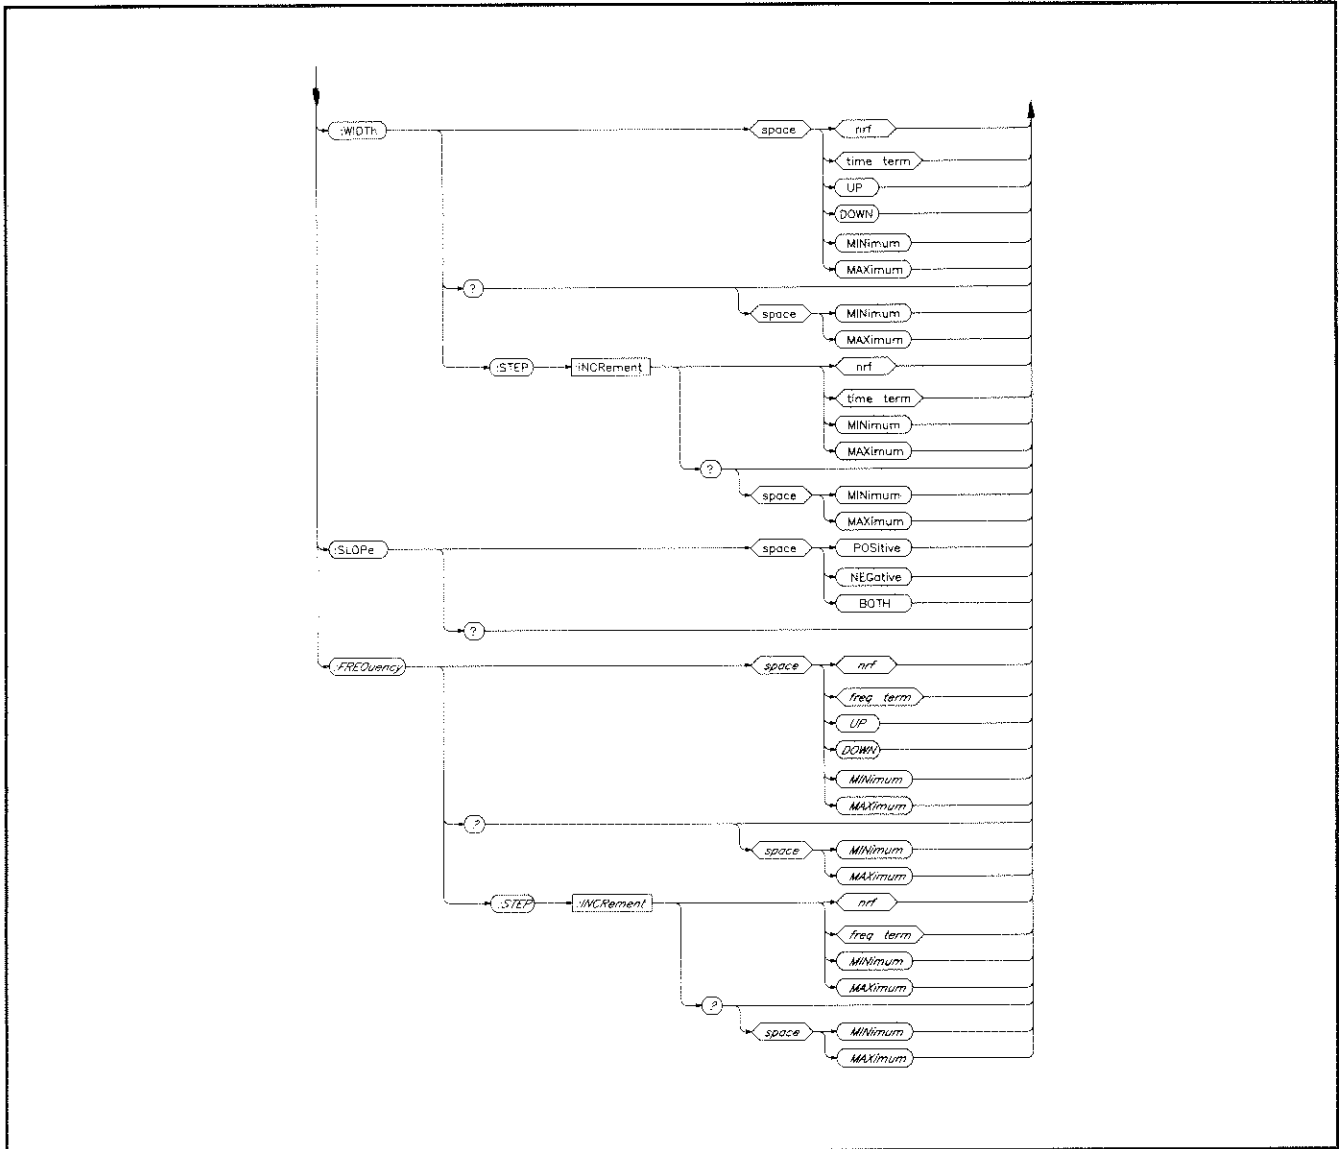 :WIDTh space nrf
time term
UP
DOWN
MINimum
MAXimum
?
space MINimum
MAXimum
:STEP :INCRement nrf
time term
MINimum
MAXimum
?
space MINimum
MAXimum
:SLOPe space POSitive
NEGative
BOTH
?
:FREQuency space nrf
freq term
UP
DOWN
MINimum
MAXimum
?
space MINimum
MAXimum
:STEP :INCRement nrf
freq term
MINimum
MAXimum
?
space MINimum
MAXimum